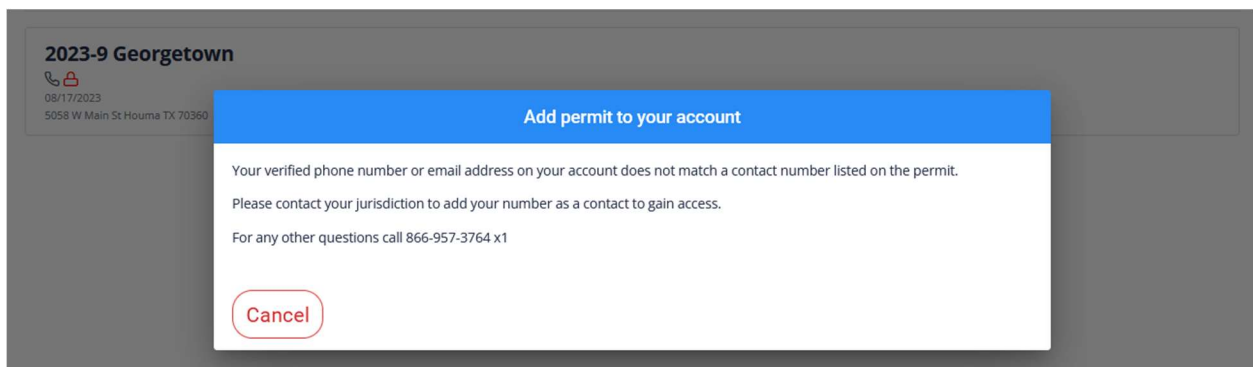 2023-9 Georgetown
08/17/2023
5058 W Main St Houma TX 70360
Add permit to your account
Your verified phone number or email address on your account does not match a contact number listed on the permit.
Please contact your jurisdiction to add your number as a contact to gain access.
For any other questions call 866-957-3764 x1
Cancel